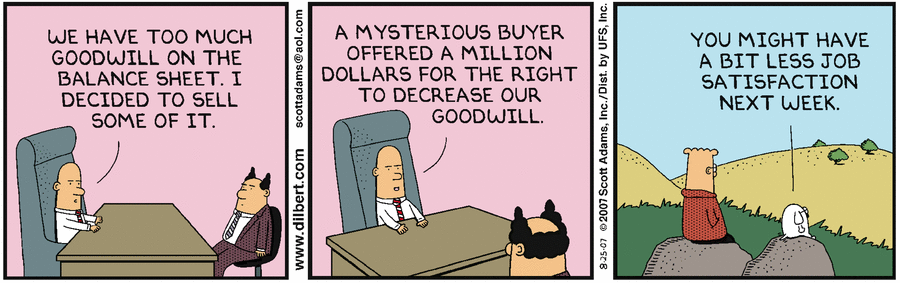 WE HAVE TOO MUCH
GOODWILL ON THE
BALANCE SHEET. I
DECIDED TO SELL
SOME OF IT.
www.dilbert.com scottadams@aol.com
A MYSTERIOUS BUYER
OFFERED A MILLION
DOLLARS FOR THE RIGHT
TO DECREASE OUR
GOODWILL.
8-25-07 ©2007 Scott Adams, Inc./Dist. by UFS, Inc.
YOU MIGHT HAVE
A BIT LESS JOB
SATISFACTION
NEXT WEEK.